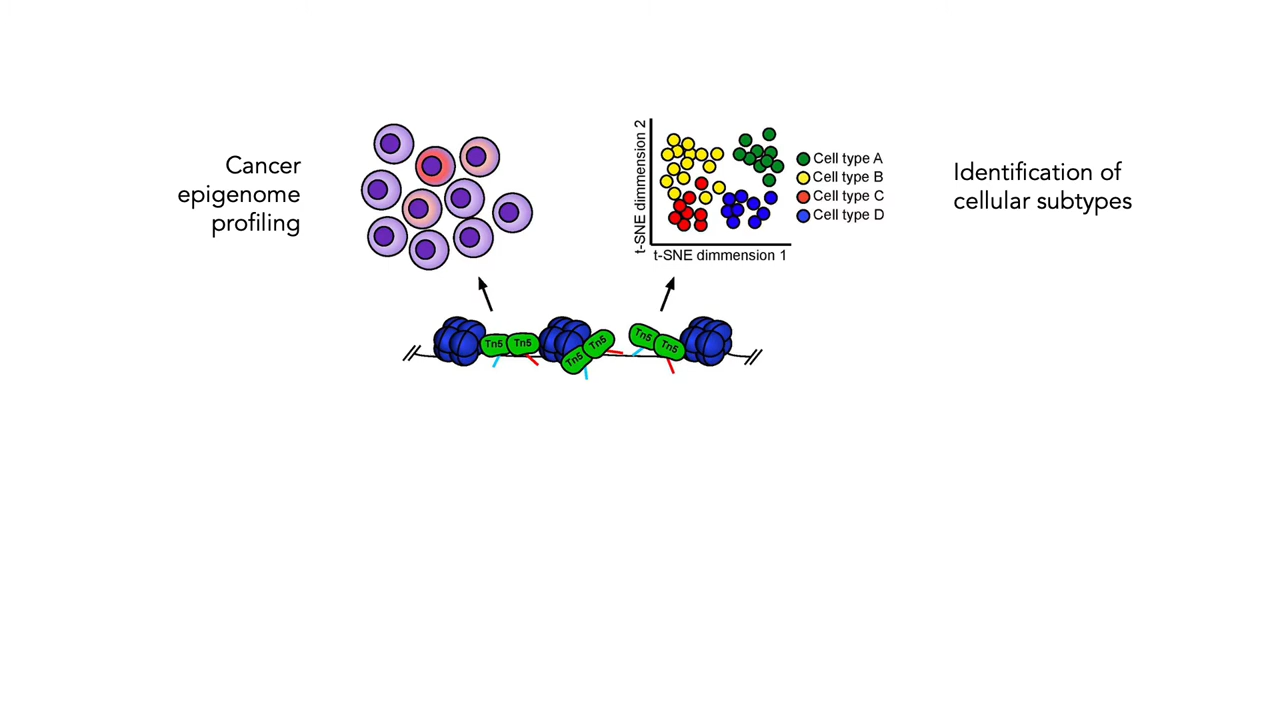 Cancer
epigenome
profiling
t-SNE dimmension 2
t-SNE dimmension 1
Cell type A
Cell type B
Cell type C
Cell type D
Identification of
cellular subtypes
Tn5
Tn5
Tn5
Tn5
Tn5
Tn5